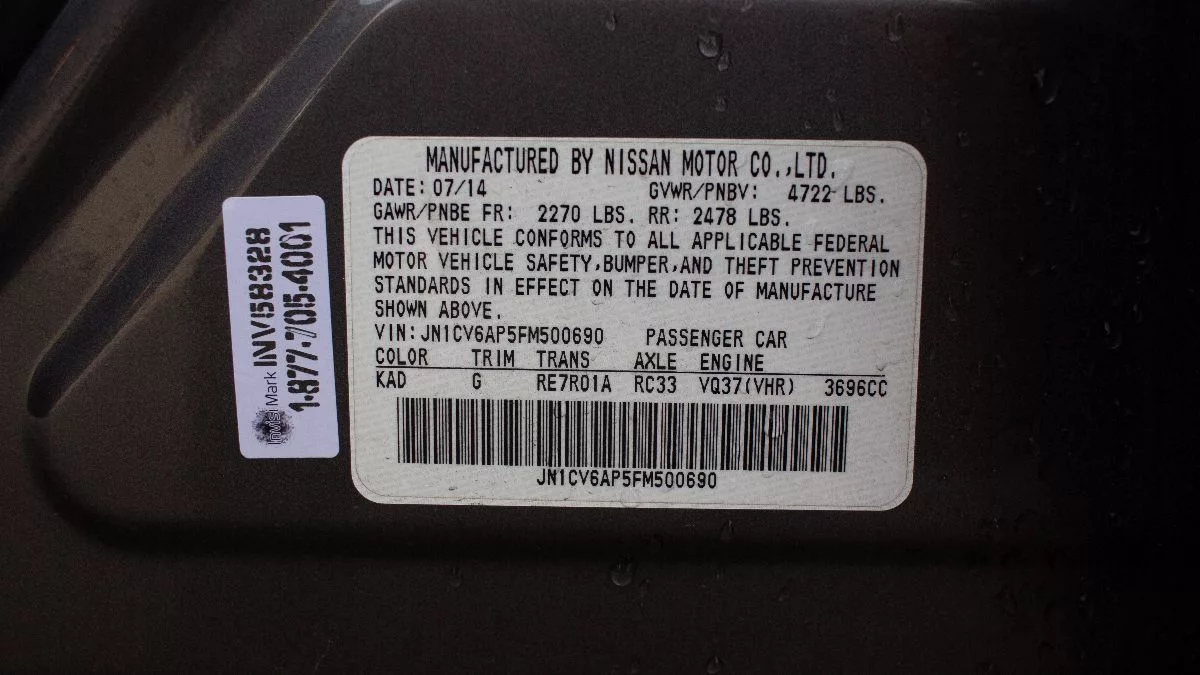 MANUFACTURED BY NISSAN MOTOR CO.,LTD.
DATE: 07/14 GVWR/PNBV: 4722 LBS.
GAWR/PNBE FR: 2270 LBS. RR: 2478 LBS.
THIS VEHICLE CONFORMS TO ALL APPLICABLE FEDERAL
MOTOR VEHICLE SAFETY,BUMPER,AND THEFT PREVENTION
STANDARDS IN EFFECT ON THE DATE OF MANUFACTURE
SHOWN ABOVE.
VIN: JN1CV6AP5FM500690 PASSENGER CAR
COLOR TRIM TRANS AXLE ENGINE
KAD G RE7R01A RC33 VQ37(VHR) 3696CC
JN1CV6AP5FM500690
Invisi Mark INV58328
1-877-705-4001